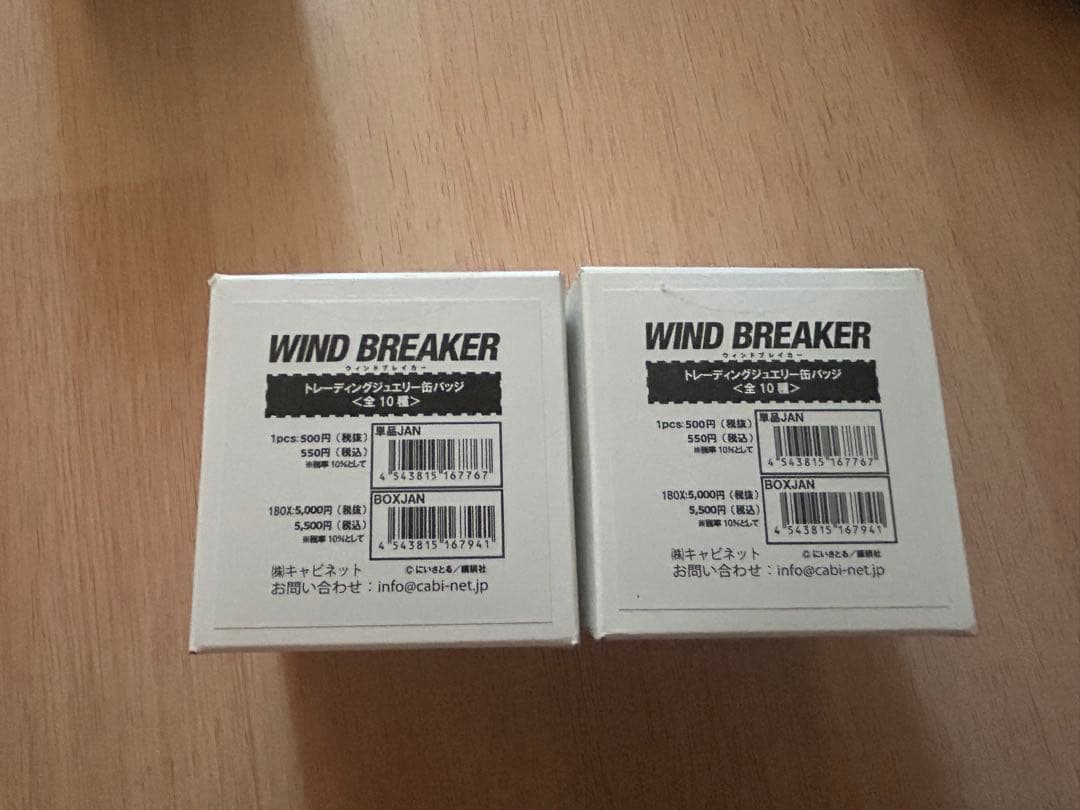 WIND BREAKER
ウィンドブレイカー
トレーディングジュエリー缶バッジ
＜全10種＞
1pcs:500円（税抜）
550円（税込）
※税率10%として
単品JAN
4 543815 167767
1BOX:5,000円（税抜）
5,500円（税込）
※税率10%として
BOXJAN
4 543815 167941
㈱キャビネット
©にいさとる／講談社
お問い合わせ：info@cabi-net.jp
WIND BREAKER
ウィンドブレイカー
トレーディングジュエリー缶バッジ
＜全10種＞
1pcs:500円（税抜）
550円（税込）
※税率10%として
単品JAN
4 543815 167767
1BOX:5,000円（税抜）
5,500円（税込）
※税率10%として
BOXJAN
4 543815 167941
㈱キャビネット
©にいさとる／講談社
お問い合わせ：info@cabi-net.jp